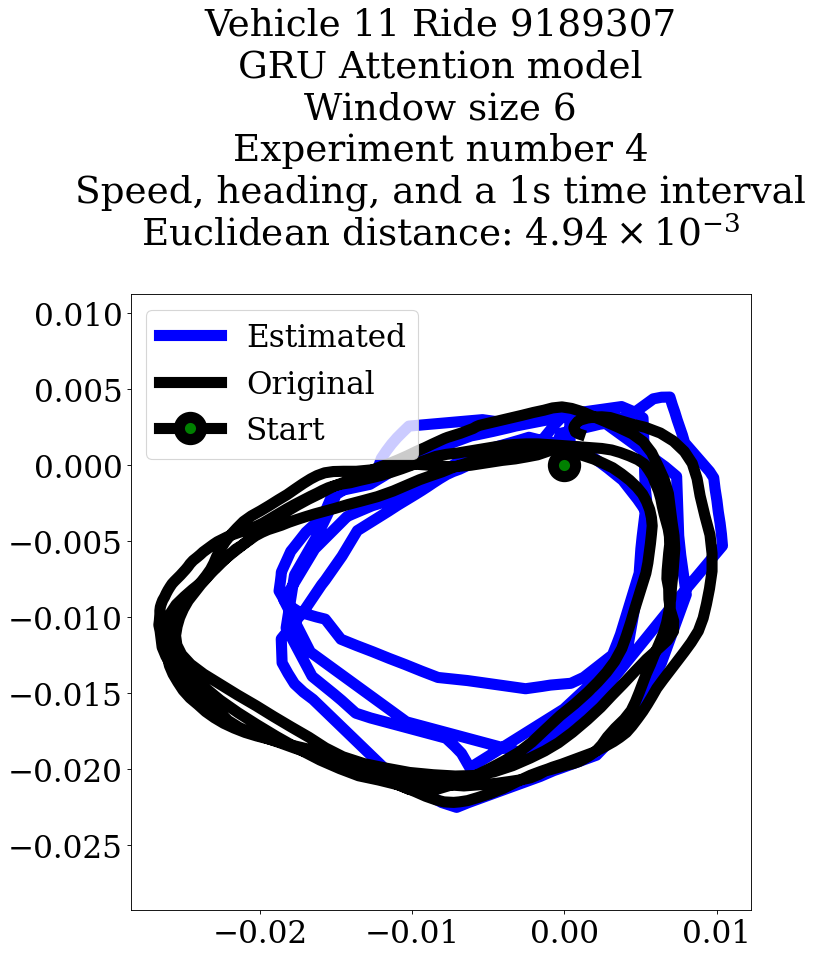 Vehicle 11 Ride 9189307
GRU Attention model
Window size 6
Experiment number 4
Speed, heading, and a 1s time interval
Euclidean distance: 4.94 × 10⁻³
Estimated
Original
Start
0.010
0.005
0.000
−0.005
−0.010
−0.015
−0.020
−0.025
−0.02 −0.01 0.00 0.01